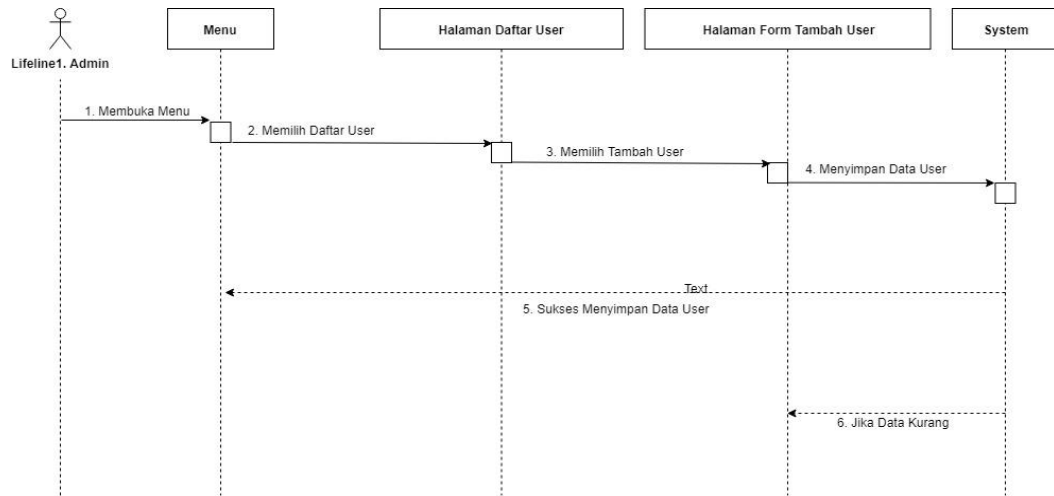 Menu
Halaman Daftar User
Halaman Form Tambah User
System
Lifeline1. Admin
1. Membuka Menu
2. Memilih Daftar User
3. Memilih Tambah User
4. Menyimpan Data User
Text
5. Sukses Menyimpan Data User
6. Jika Data Kurang